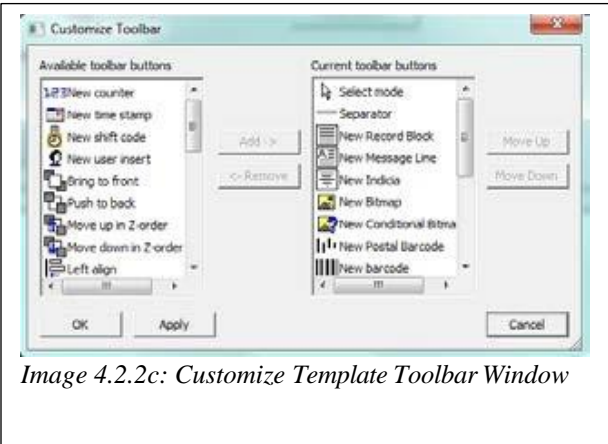 Customize Toolbar
Available toolbar buttons
123New counter
New time stamp
New shift code
New user insert
Bring to front
Push to back
Move up in Z-order
Move down in Z-order
Left align
Add ->
<- Remove
Current toolbar buttons
Select mode
Separator
New Record Block
New Message Line
New Indicia
New Bitmap
New Conditional Bitma
New Postal Barcode
New barcode
Move Up
Move Down
OK
Apply
Cancel
Image 4.2.2c: Customize Template Toolbar Window